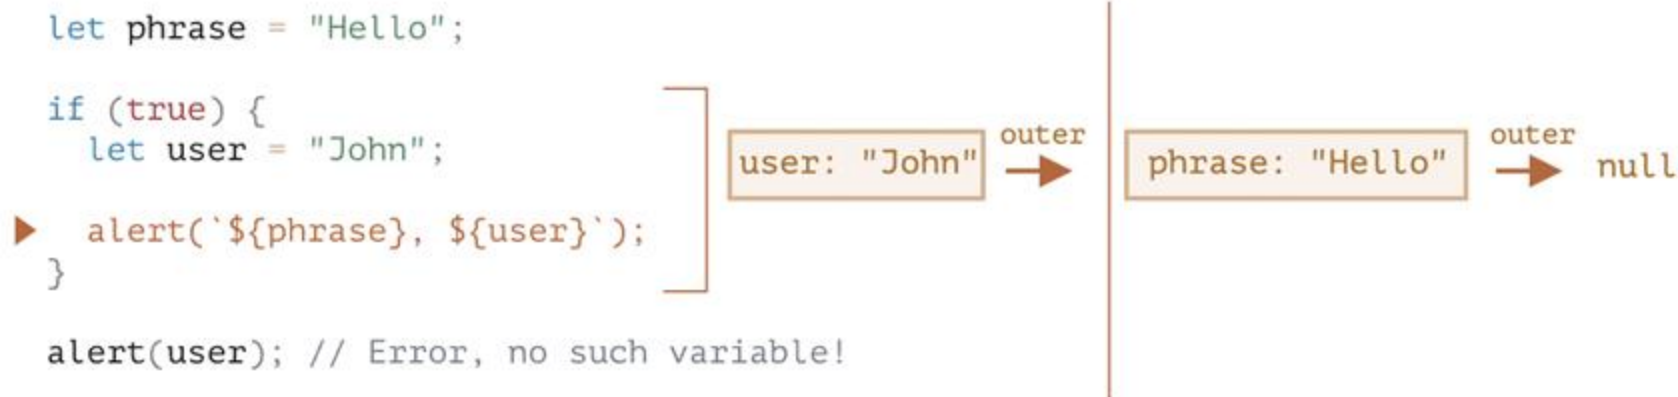 let phrase = "Hello";
if (true) {
let user = "John";
alert(`${phrase}, ${user}`);
}
alert(user); // Error, no such variable!
user: "John"
outer
phrase: "Hello"
outer
null